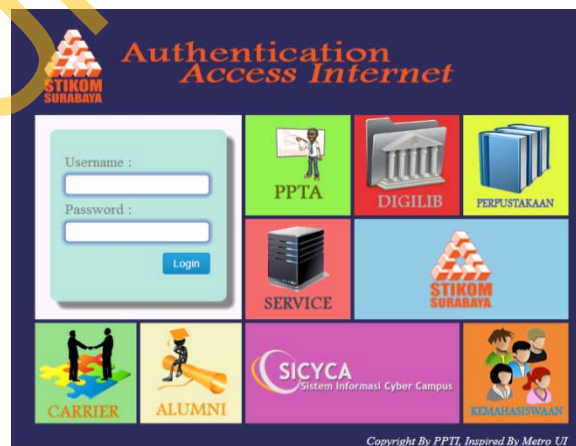 STIKOM
SURABAYA
Authentication
Access Internet
Username :
Password :
Login
PPTA
DIGILIB
PERPUSTAKAAN
SERVICE
STIKOM
SURABAYA
CARRIER
ALUMNI
SICYCA
Sistem Informasi Cyber Campus
KEMAHASISWAAN
Copyright By PPTI, Inspired By Metro UI